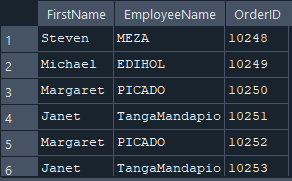 FirstName EmployeeName OrderID
1 Steven MEZA 10248
2 Michael EDIHOL 10249
3 Margaret PICADO 10250
4 Janet TangaMandapio 10251
5 Margaret PICADO 10252
6 Janet TangaMandapio 10253